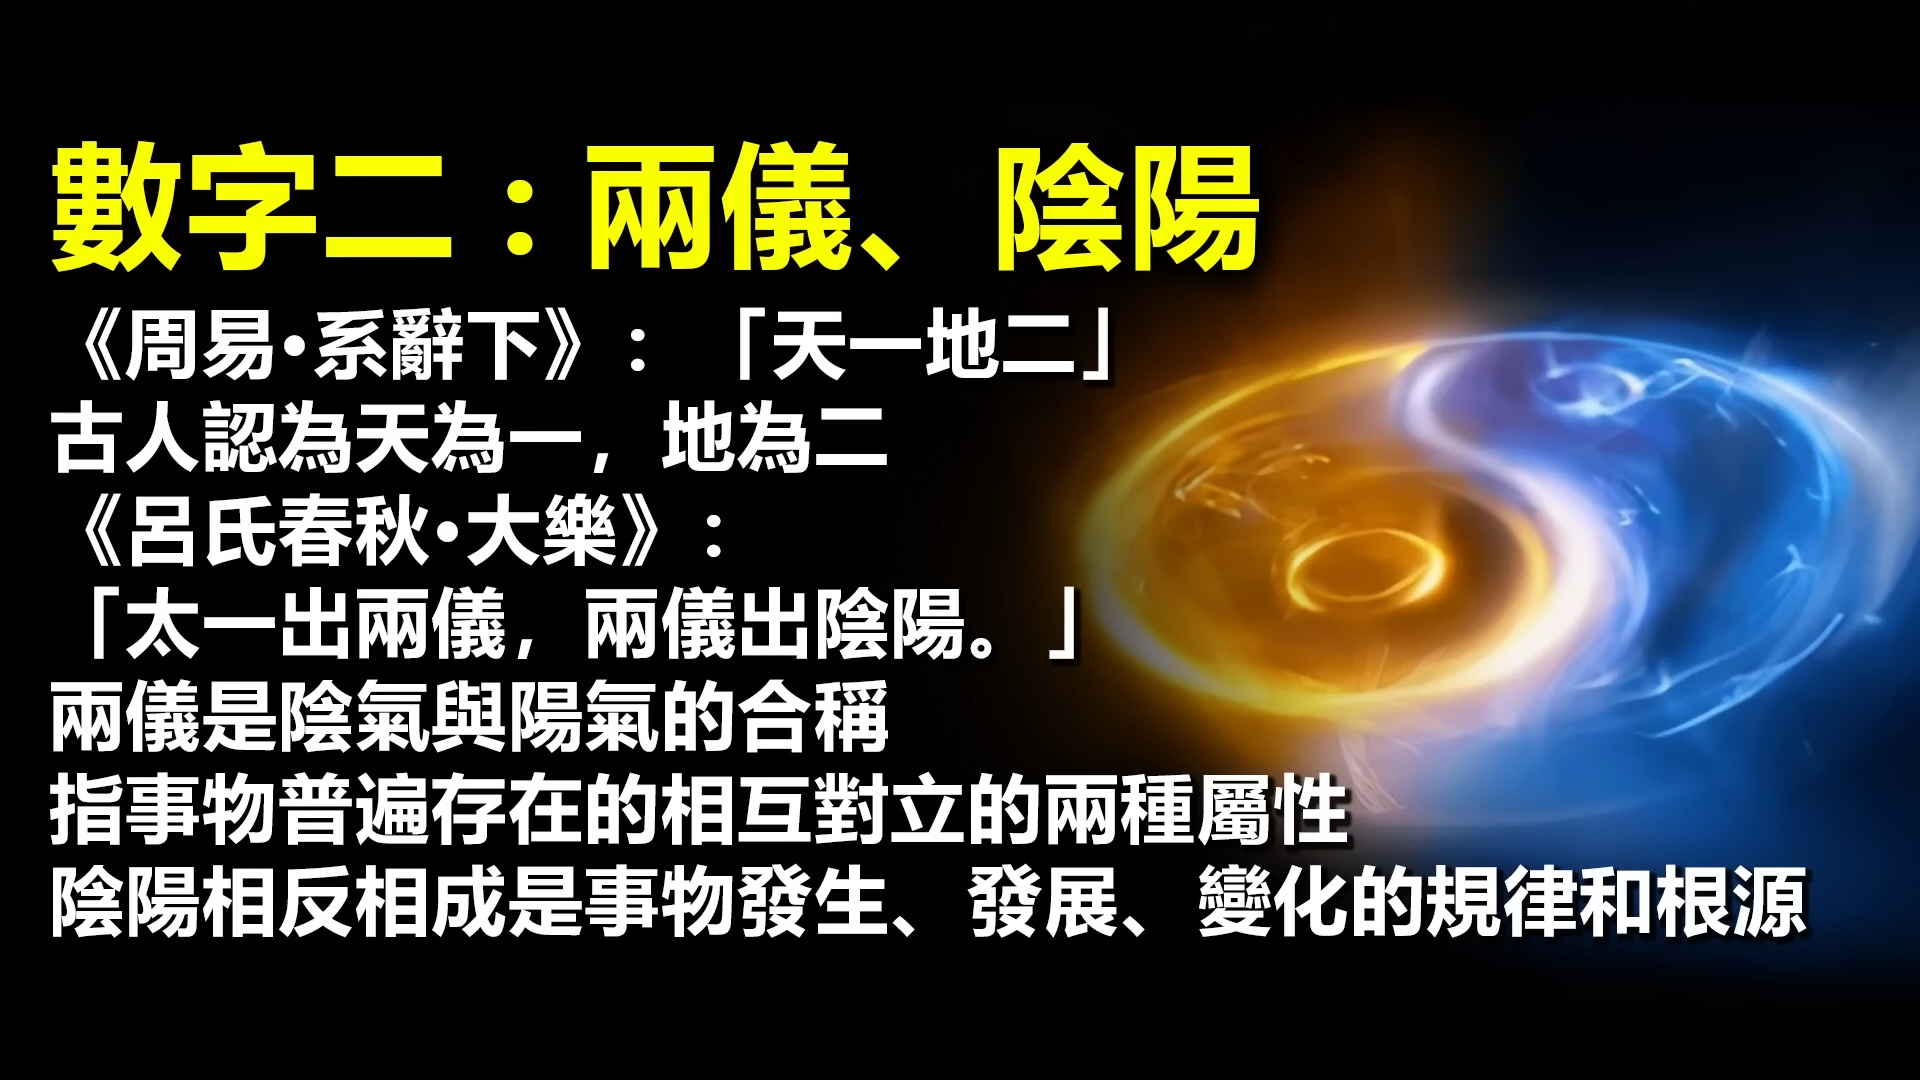 數字二：兩儀、陰陽
《周易•系辭下》：「天一地二」
古人認為天為一，地為二
《呂氏春秋•大樂》：
「太一出兩儀，兩儀出陰陽。」
兩儀是陰氣與陽氣的合稱
指事物普遍存在的相互對立的兩種屬性
陰陽相反相成是事物發生、發展、變化的規律和根源